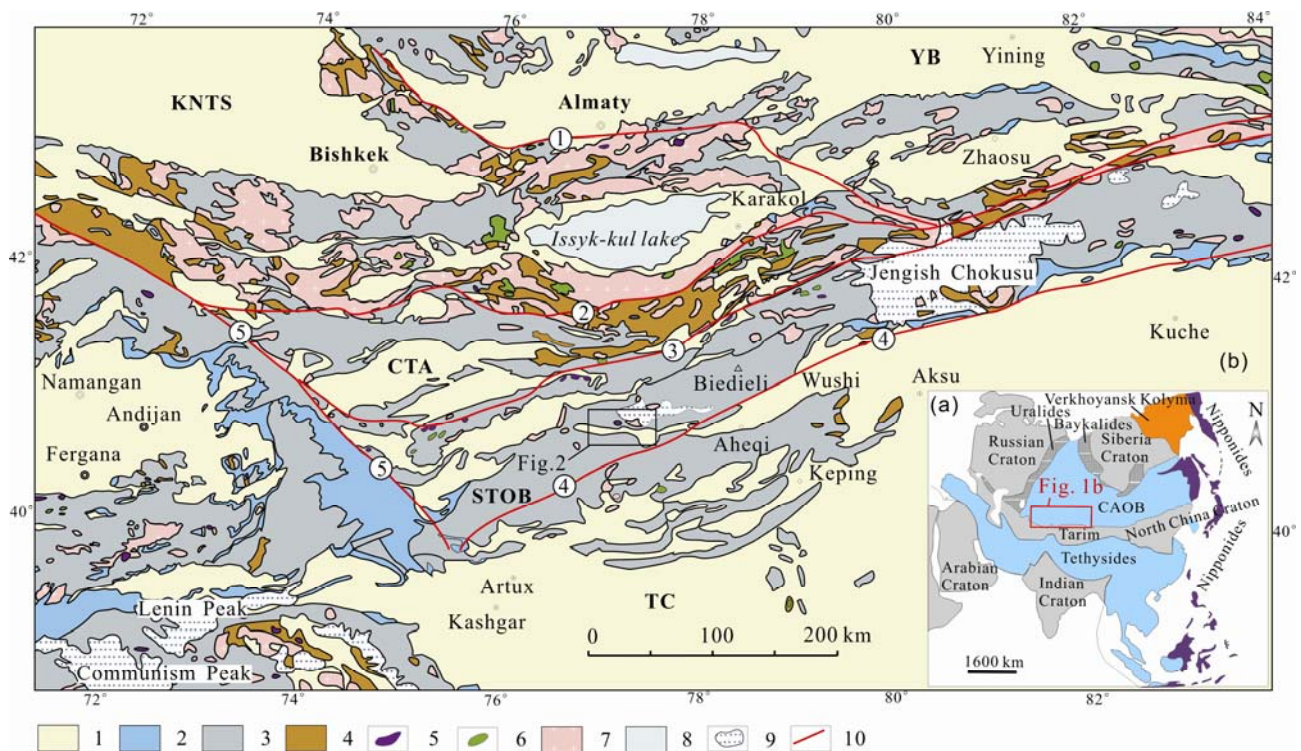 72°
74°
76°
78°
80°
82°
84°
KNTS
YB
Yining
Almaty
①
Bishkek
Zhaosu
Karakol
Issyk-kul lake
42°
42°
Jengish Chokusu
②
⑤
③
④
Kuche
CTA
(b)
Namangan
Biedieli
Wushi
Aksu
Andijan
(a)
Verkhoyansk Kolyma
Uralides
Baykalides
N
Nipponides
Russian
Craton
Siberia
Craton
Fergana
Fig.2
Aheqi
Keping
⑤
STOB
④
40°
Fig. 1b
CAOB
North China Craton
40°
Tarim
Tethysides
Nipponides
Arabian
Craton
Indian
Craton
Artux
TC
Lenin Peak
Kashgar
0 100 200 km
Communism Peak
1600 km
72°
74°
76°
78°
80°
82°
1 2 3 4 5 6 7 8 9 10